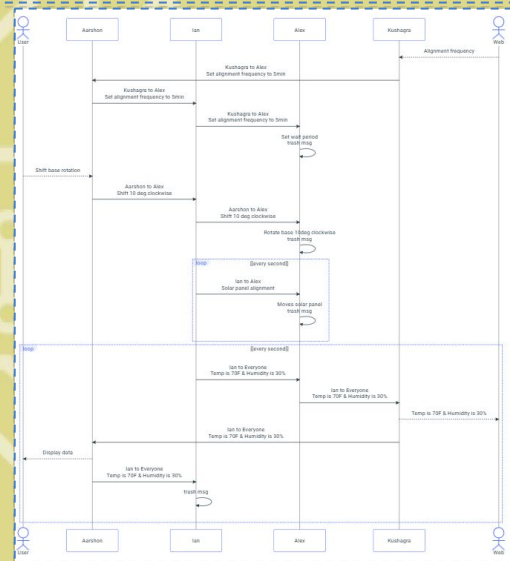 User
Aarshon
Ian
Alex
Kushagra
Web
Alignment frequency
Kushagra to Alex
Set alignment frequency to 5min
Kushagra to Alex
Set alignment frequency to 5min
Kushagra to Alex
Set alignment frequency to 5min
Set wait period
trash msg
Shift base rotation
Aarshon to Alex
Shift 10 deg clockwise
Aarshon to Alex
Shift 10 deg clockwise
Rotate base 10deg clockwise
trash msg
loop
[[every second]]
Ian to Alex
Solar panel alignment
Moves solar panel
trash msg
loop
[[every second]]
Ian to Everyone
Temp is 70F & Humidity is 30%
Ian to Everyone
Temp is 70F & Humidity is 30%
Temp is 70F & Humidity is 30%
Ian to Everyone
Temp is 70F & Humidity is 30%
Display data
Ian to Everyone
Temp is 70F & Humidity is 30%
trash msg
User
Aarshon
Ian
Alex
Kushagra
Web